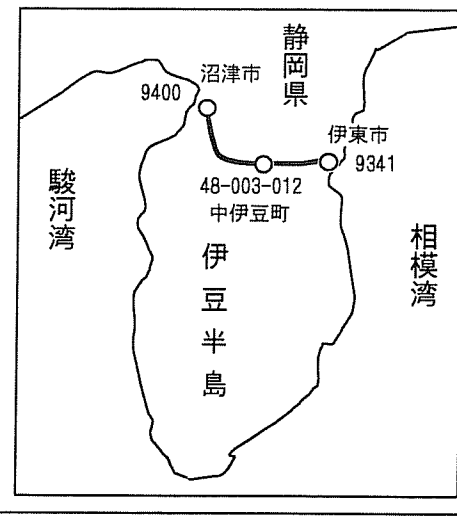 静岡県
沼津市
9400
伊東市
9341
48-003-012
中伊豆町
駿河湾
伊豆半島
相模湾